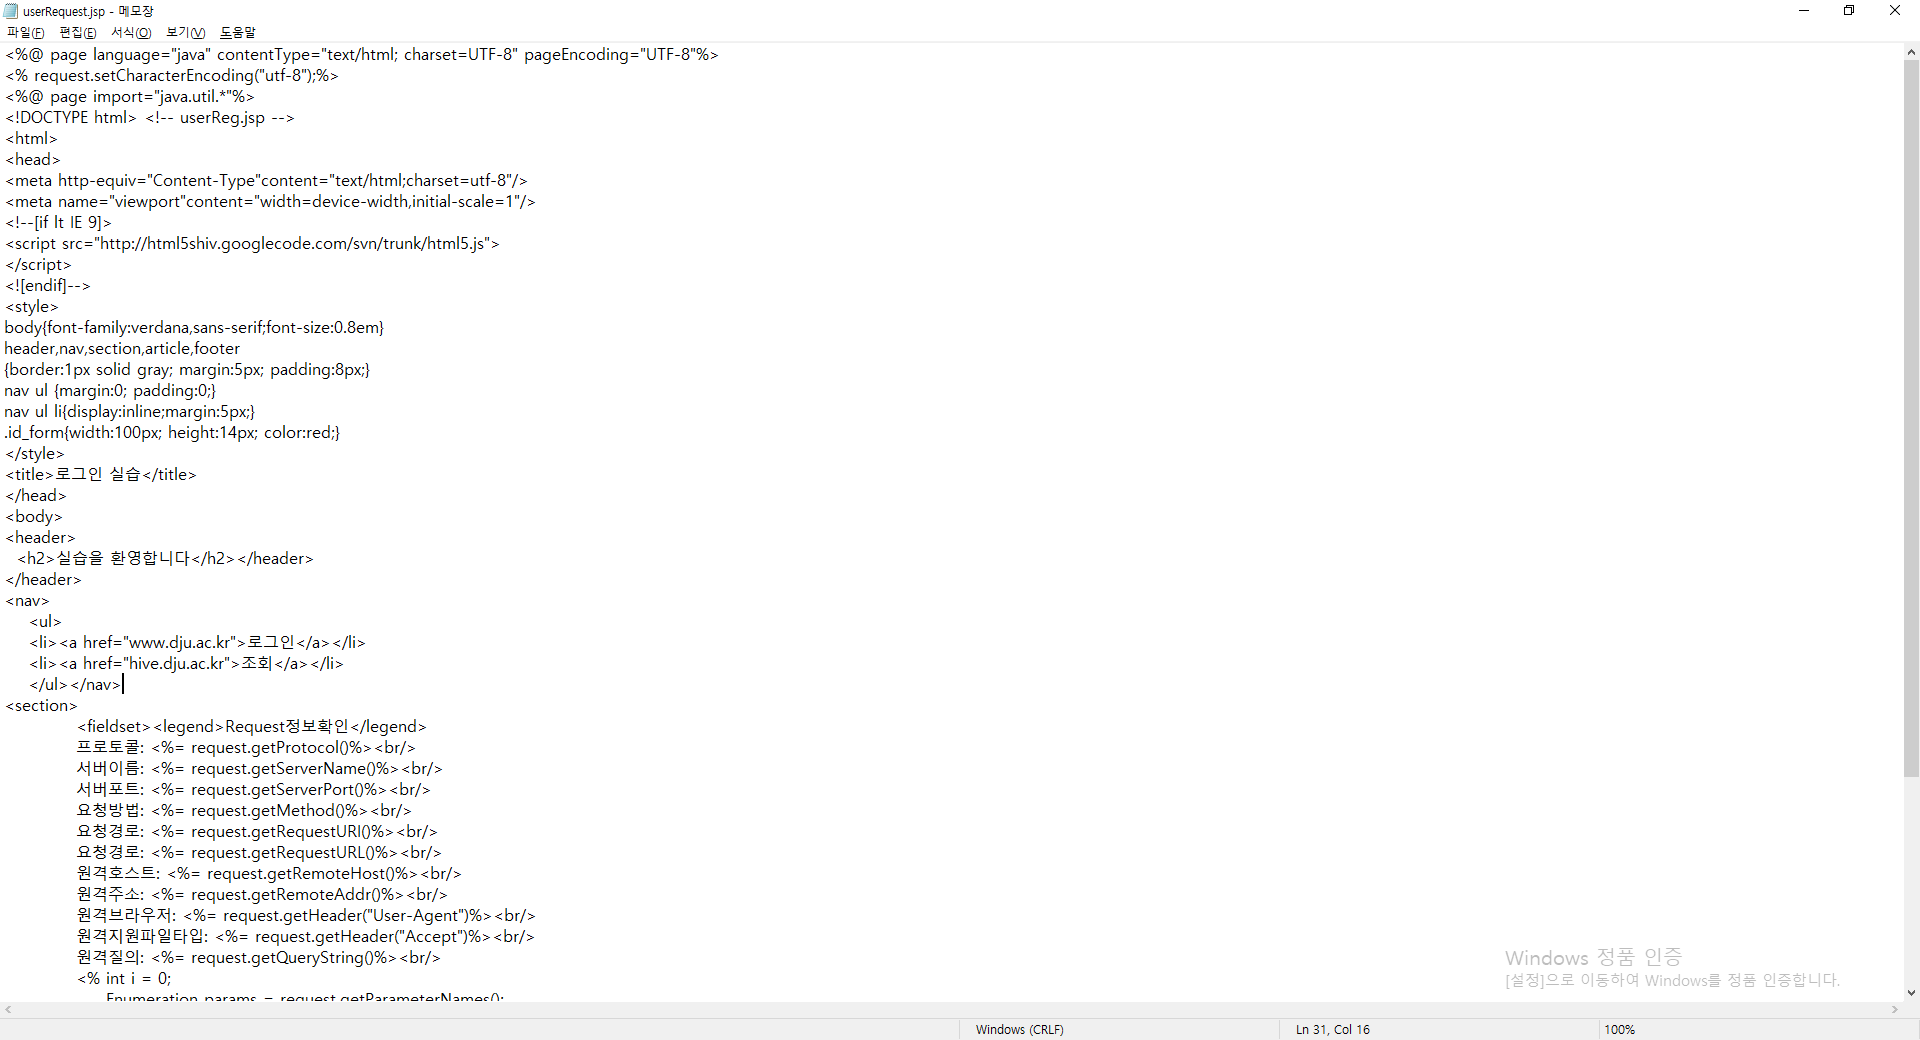 userRequest.jsp - 메모장
파일(F) 편집(E) 서식(O) 보기(V) 도움말
<%@ page language="java" contentType="text/html; charset=UTF-8" pageEncoding="UTF-8"%>
<% request.setCharacterEncoding("utf-8");%>
<%@ page import="java.util.*"%>
<!DOCTYPE html> <!-- userReg.jsp -->
<html>
<head>
<meta http-equiv="Content-Type"content="text/html;charset=utf-8"/>
<meta name="viewport"content="width=device-width,initial-scale=1"/>
<!--[if lt IE 9]>
<script src="http://html5shiv.googlecode.com/svn/trunk/html5.js">
</script>
<![endif]-->
<style>
body{font-family:verdana,sans-serif;font-size:0.8em}
header,nav,section,article,footer
{border:1px solid gray; margin:5px; padding:8px;}
nav ul {margin:0; padding:0;}
nav ul li{display:inline;margin:5px;}
.id_form{width:100px; height:14px; color:red;}
</style>
<title>로그인 실습</title>
</head>
<body>
<header>
<h2>실습을 환영합니다</h2></header>
</header>
<nav>
<ul>
<li><a href="www.dju.ac.kr">로그인</a></li>
<li><a href="hive.dju.ac.kr">조회</a></li>
</ul></nav>
<section>
<fieldset><legend>Request정보확인</legend>
프로토콜: <%= request.getProtocol()%><br/>
서버이름: <%= request.getServerName()%><br/>
서버포트: <%= request.getServerPort()%><br/>
요청방법: <%= request.getMethod()%><br/>
요청경로: <%= request.getRequestURI()%><br/>
요청경로: <%= request.getRequestURL()%><br/>
원격호스트: <%= request.getRemoteHost()%><br/>
원격주소: <%= request.getRemoteAddr()%><br/>
원격브라우저: <%= request.getHeader("User-Agent")%><br/>
원격지원파일타입: <%= request.getHeader("Accept")%><br/>
원격질의: <%= request.getQueryString()%><br/>
<% int i = 0;
Enumeration params = request.getParameterNames();
Windows 정품 인증
[설정]으로 이동하여 Windows를 정품 인증합니다.
Windows (CRLF) Ln 31, Col 16 100%